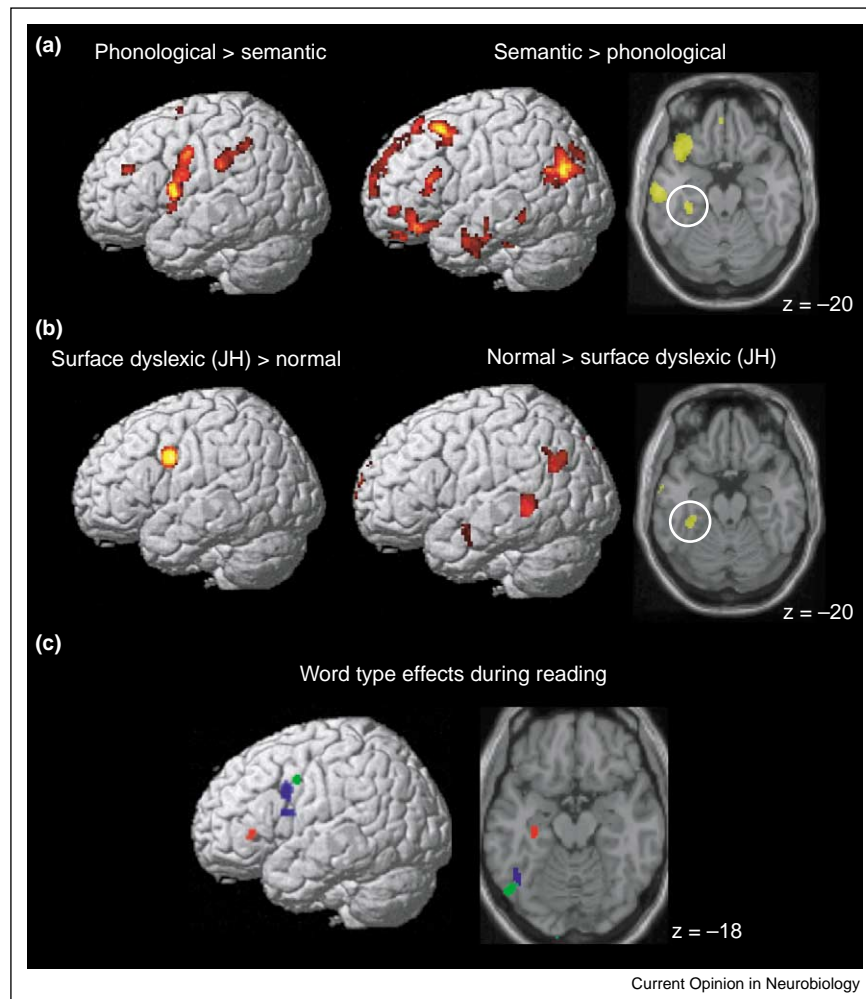 (a)
Phonological > semantic
Semantic > phonological
z = –20
(b)
Surface dyslexic (JH) > normal
Normal > surface dyslexic (JH)
z = –20
(c)
Word type effects during reading
z = –18
Current Opinion in Neurobiology